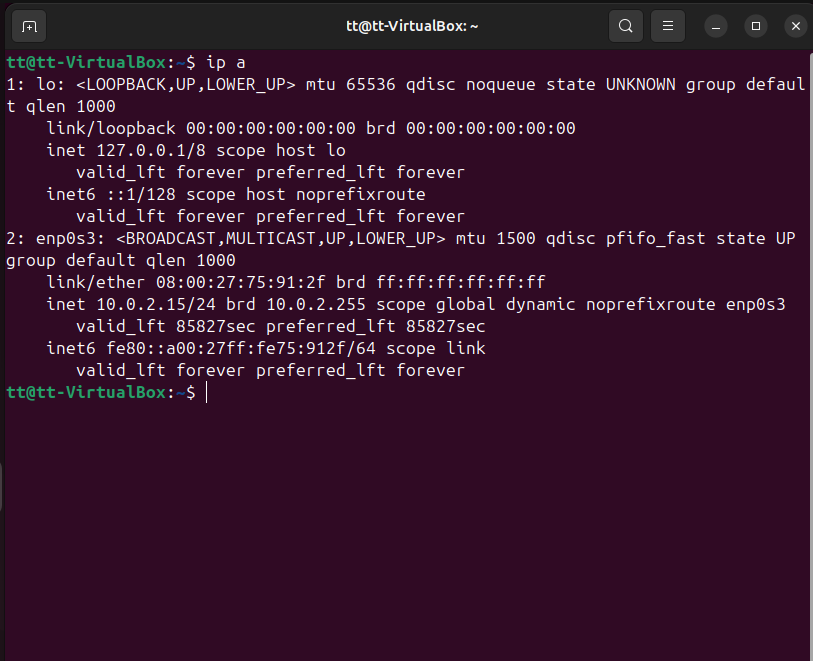 tt@tt-VirtualBox: ~
tt@tt-VirtualBox:~$ ip a
1: lo: <LOOPBACK,UP,LOWER_UP> mtu 65536 qdisc noqueue state UNKNOWN group defaul
t qlen 1000
    link/loopback 00:00:00:00:00:00 brd 00:00:00:00:00:00
    inet 127.0.0.1/8 scope host lo
       valid_lft forever preferred_lft forever
    inet6 ::1/128 scope host noprefixroute
       valid_lft forever preferred_lft forever
2: enp0s3: <BROADCAST,MULTICAST,UP,LOWER_UP> mtu 1500 qdisc pfifo_fast state UP
group default qlen 1000
    link/ether 08:00:27:75:91:2f brd ff:ff:ff:ff:ff:ff
    inet 10.0.2.15/24 brd 10.0.2.255 scope global dynamic noprefixroute enp0s3
       valid_lft 85827sec preferred_lft 85827sec
    inet6 fe80::a00:27ff:fe75:912f/64 scope link
       valid_lft forever preferred_lft forever
tt@tt-VirtualBox:~$